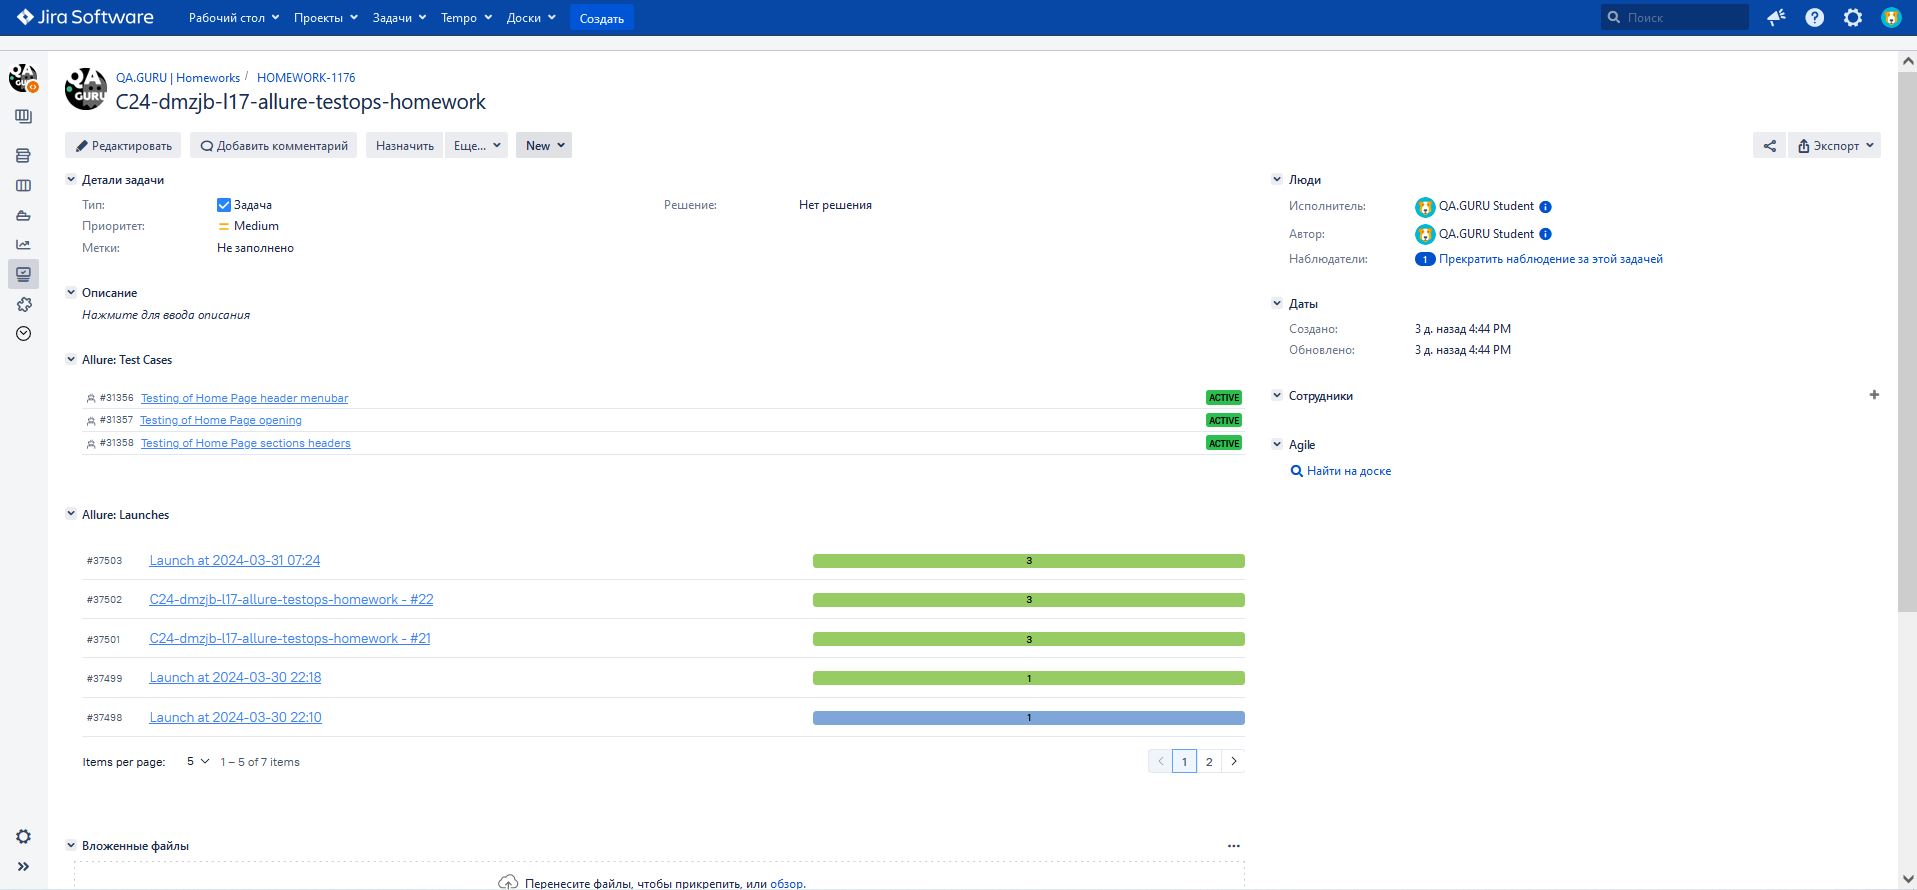 Jira Software
Рабочий стол
Проекты
Задачи
Tempo
Доски
Создать
Поиск
QA.GURU | Homeworks / HOMEWORK-1176
C24-dmzjb-l17-allure-testops-homework
Редактировать
Добавить комментарий
Назначить
Еще...
New
Экспорт
Детали задачи
Тип: Задача
Решение: Нет решения
Приоритет: Medium
Метки: Не заполнено
Описание
Нажмите для ввода описания
Allure: Test Cases
#31356 Testing of Home Page header menubar ACTIVE
#31357 Testing of Home Page opening ACTIVE
#31358 Testing of Home Page sections headers ACTIVE
Allure: Launches
#37503 Launch at 2024-03-31 07:24 3
#37502 C24-dmzjb-l17-allure-testops-homework - #22 3
#37501 C24-dmzjb-l17-allure-testops-homework - #21 3
#37499 Launch at 2024-03-30 22:18 1
#37498 Launch at 2024-03-30 22:10 1
Items per page: 5 1 – 5 of 7 items
1 2
Вложенные файлы
Перенесите файлы, чтобы прикрепить, или обзор.
Люди
Исполнитель: QA.GURU Student
Автор: QA.GURU Student
Наблюдатели: 1 Прекратить наблюдение за этой задачей
Даты
Создано: 3 д. назад 4:44 PM
Обновлено: 3 д. назад 4:44 PM
Сотрудники
Agile
Найти на доске
QA
GURU
QA
GURU